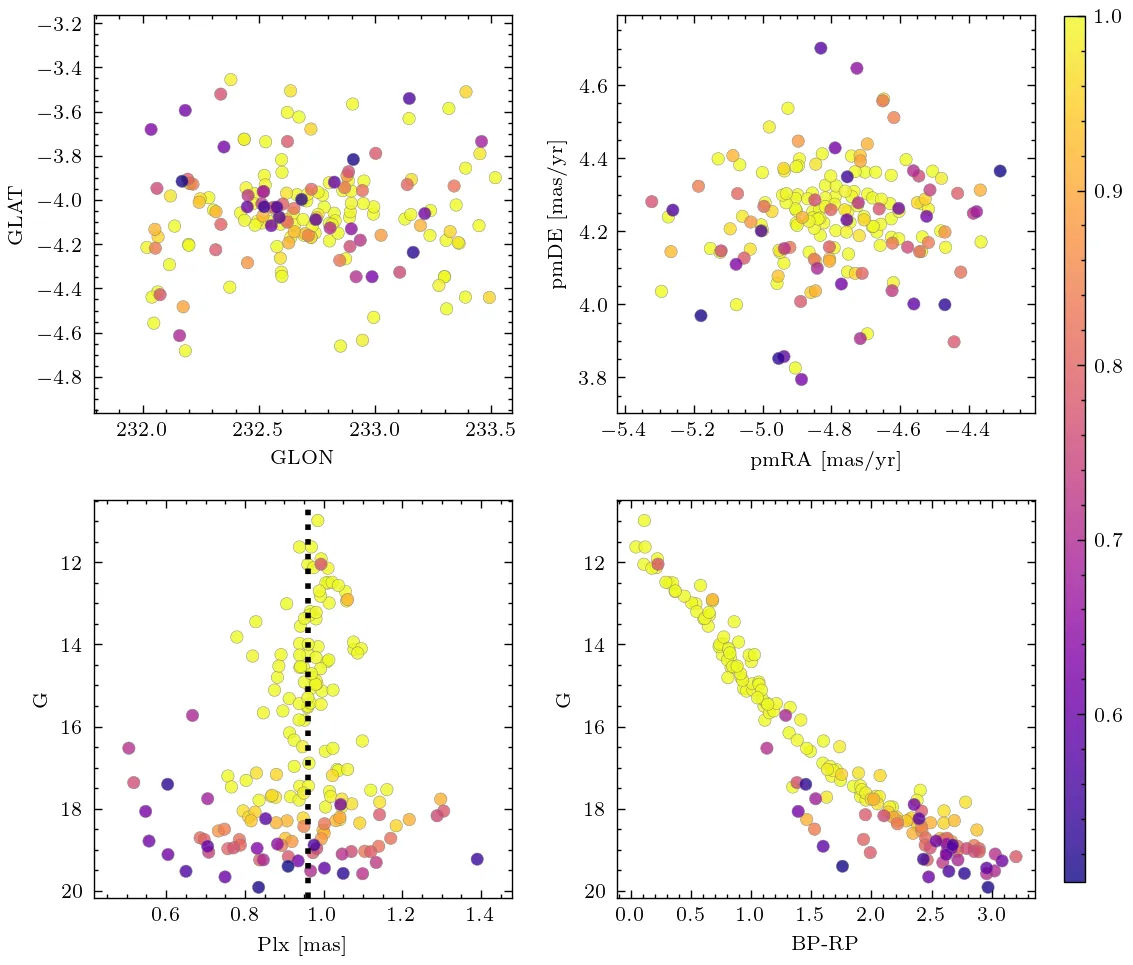 −3.2
−3.4
−3.6
−3.8
−4.0
−4.2
−4.4
−4.6
−4.8
GLAT
232.0 232.5 233.0 233.5
GLON
4.6
4.4
4.2
4.0
3.8
pmDE [mas/yr]
−5.4 −5.2 −5.0 −4.8 −4.6 −4.4
pmRA [mas/yr]
12
14
16
18
20
G
0.6 0.8 1.0 1.2 1.4
Plx [mas]
12
14
16
18
20
G
0.0 0.5 1.0 1.5 2.0 2.5 3.0
BP-RP
1.0
0.9
0.8
0.7
0.6